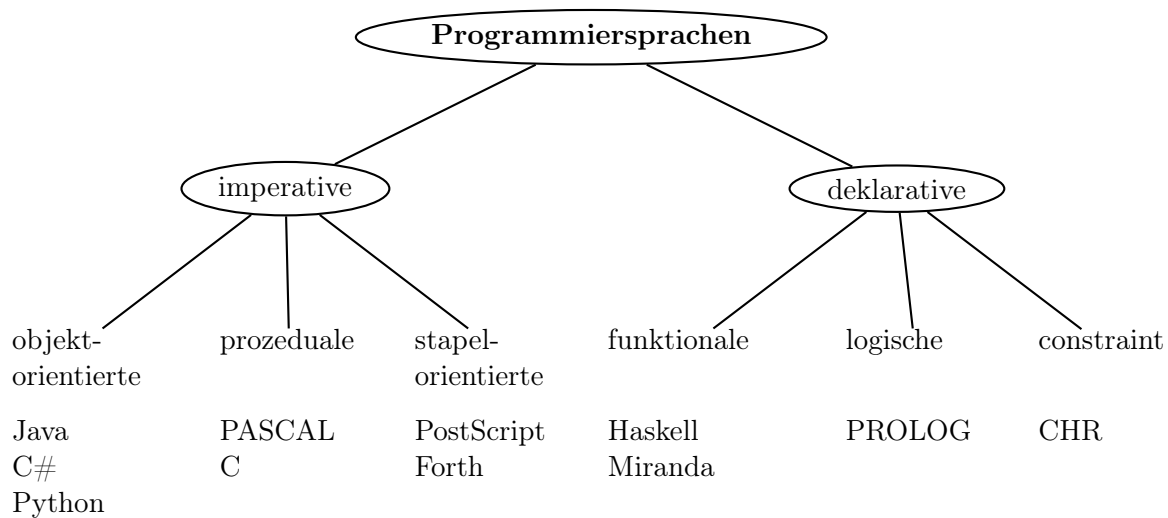 Programmiersprachen
imperative
deklarative
objekt-
orientierte
prozeduale
stapel-
orientierte
funktionale
logische
constraint
Java
C#
Python
PASCAL
C
PostScript
Forth
Haskell
Miranda
PROLOG
CHR